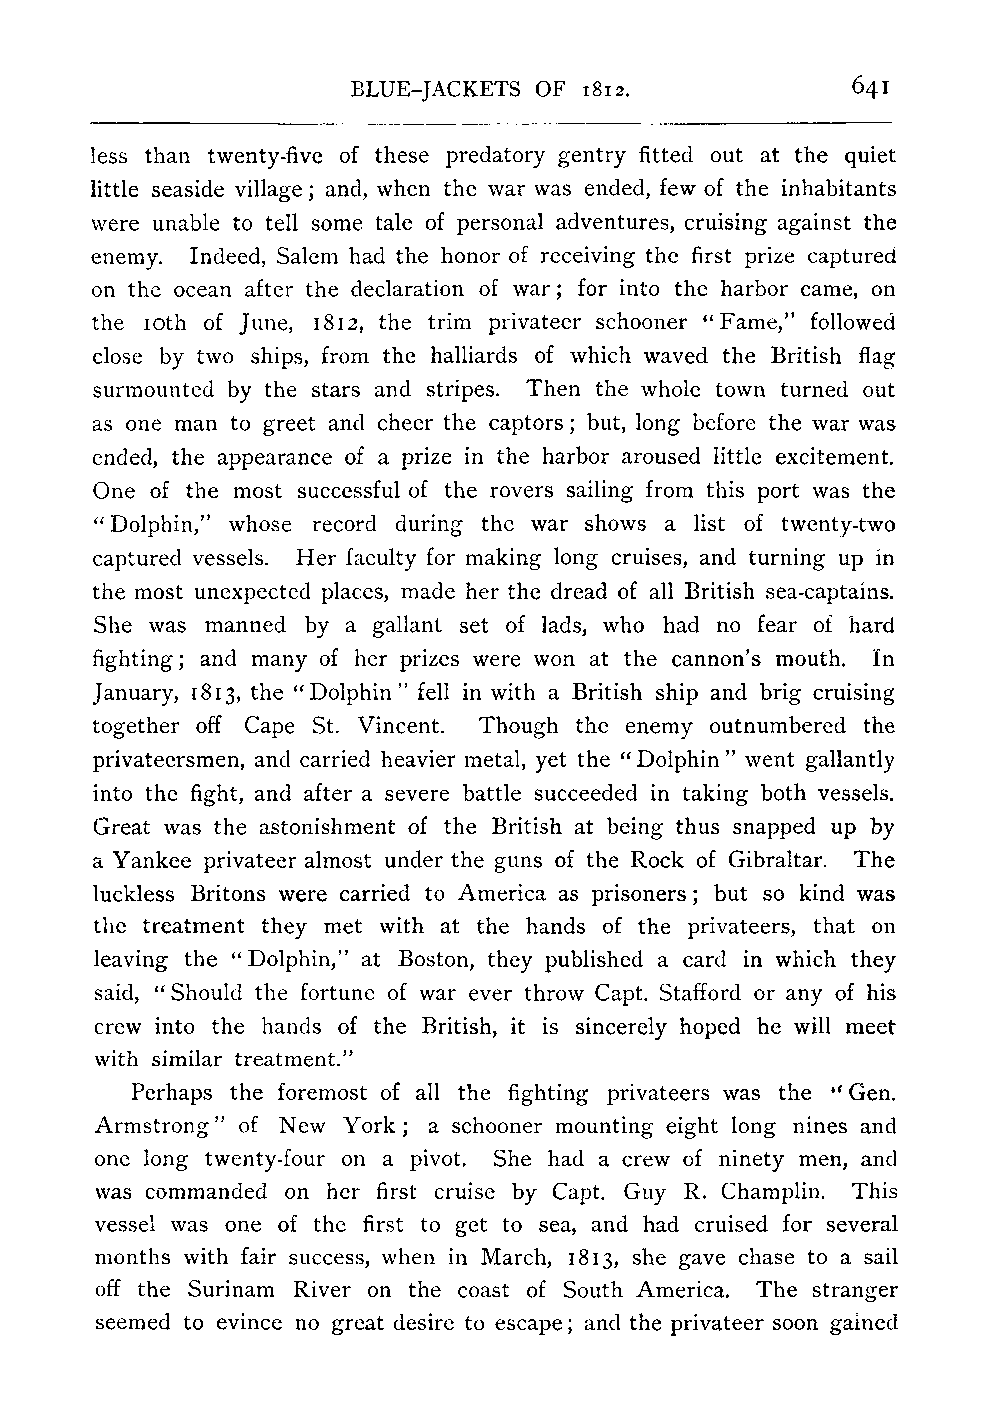 BLUE-JACKETS OF 1812. 641
less than twenty-five of these predatory gentry fitted out at the quiet
little seaside village; and, when the war was ended, few of the inhabitants
were unable to tell some tale of personal adventures, cruising against the
enemy. Indeed, Salem had the honor of receiving the first prize captured
on the ocean after the declaration of war; for into the harbor came, on
the 10th of June, 1812, the trim privateer schooner "Fame," followed
close by two ships, from the halliards of which waved the British flag
surmounted by the stars and stripes. Then the whole town turned out
as one man to greet and cheer the captors; but, long before the war was
ended, the appearance of a prize in the harbor aroused little excitement.
One of the most successful of the rovers sailing from this port was the
"Dolphin," whose record during the war shows a list of twenty-two
captured vessels. Her faculty for making long cruises, and turning up in
the most unexpected places, made her the dread of all British sea-captains.
She was manned by a gallant set of lads, who had no fear of hard
fighting; and many of her prizes were won at the cannon's mouth. In
January, 1813, the "Dolphin" fell in with a British ship and brig cruising
together off Cape St. Vincent. Though the enemy outnumbered the
privateersmen, and carried heavier metal, yet the "Dolphin" went gallantly
into the fight, and after a severe battle succeeded in taking both vessels.
Great was the astonishment of the British at being thus snapped up by
a Yankee privateer almost under the guns of the Rock of Gibraltar. The
luckless Britons were carried to America as prisoners; but so kind was
the treatment they met with at the hands of the privateers, that on
leaving the "Dolphin," at Boston, they published a card in which they
said, "Should the fortune of war ever throw Capt. Stafford or any of his
crew into the hands of the British, it is sincerely hoped he will meet
with similar treatment."
Perhaps the foremost of all the fighting privateers was the "Gen.
Armstrong" of New York; a schooner mounting eight long nines and
one long twenty-four on a pivot. She had a crew of ninety men, and
was commanded on her first cruise by Capt. Guy R. Champlin. This
vessel was one of the first to get to sea, and had cruised for several
months with fair success, when in March, 1813, she gave chase to a sail
off the Surinam River on the coast of South America. The stranger
seemed to evince no great desire to escape; and the privateer soon gained